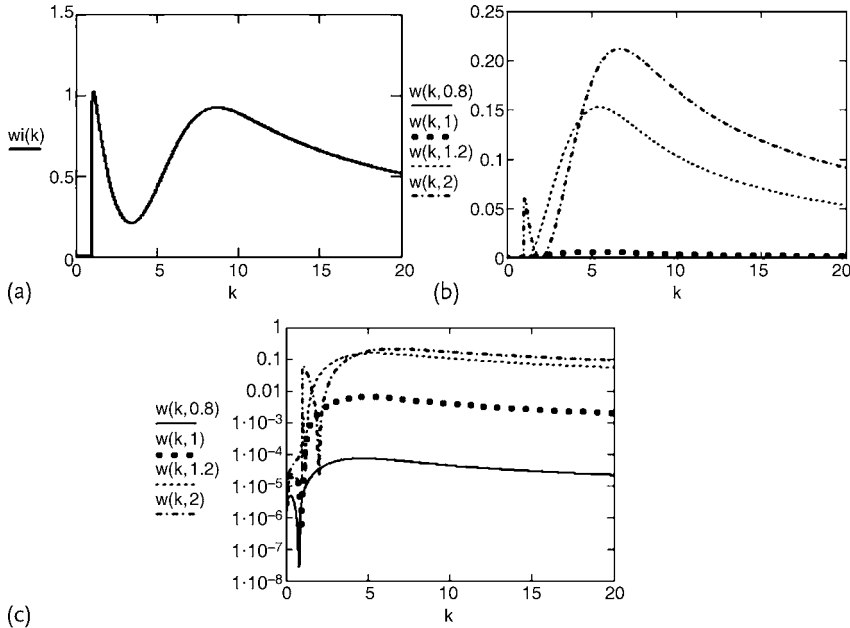 1.5
1
0.5
0
wi(k)
0 5 10 15 20
k
(a)
0.25
0.20
0.15
0.10
0.05
0
w(k,0.8)
w(k,1)
w(k,1.2)
w(k,2)
0 5 10 15 20
k
(b)
1
0.1
0.01
1·10⁻³
1·10⁻⁴
1·10⁻⁵
1·10⁻⁶
1·10⁻⁷
1·10⁻⁸
w(k,0.8)
w(k,1)
w(k,1.2)
w(k,2)
0 5 10 15 20
k
(c)